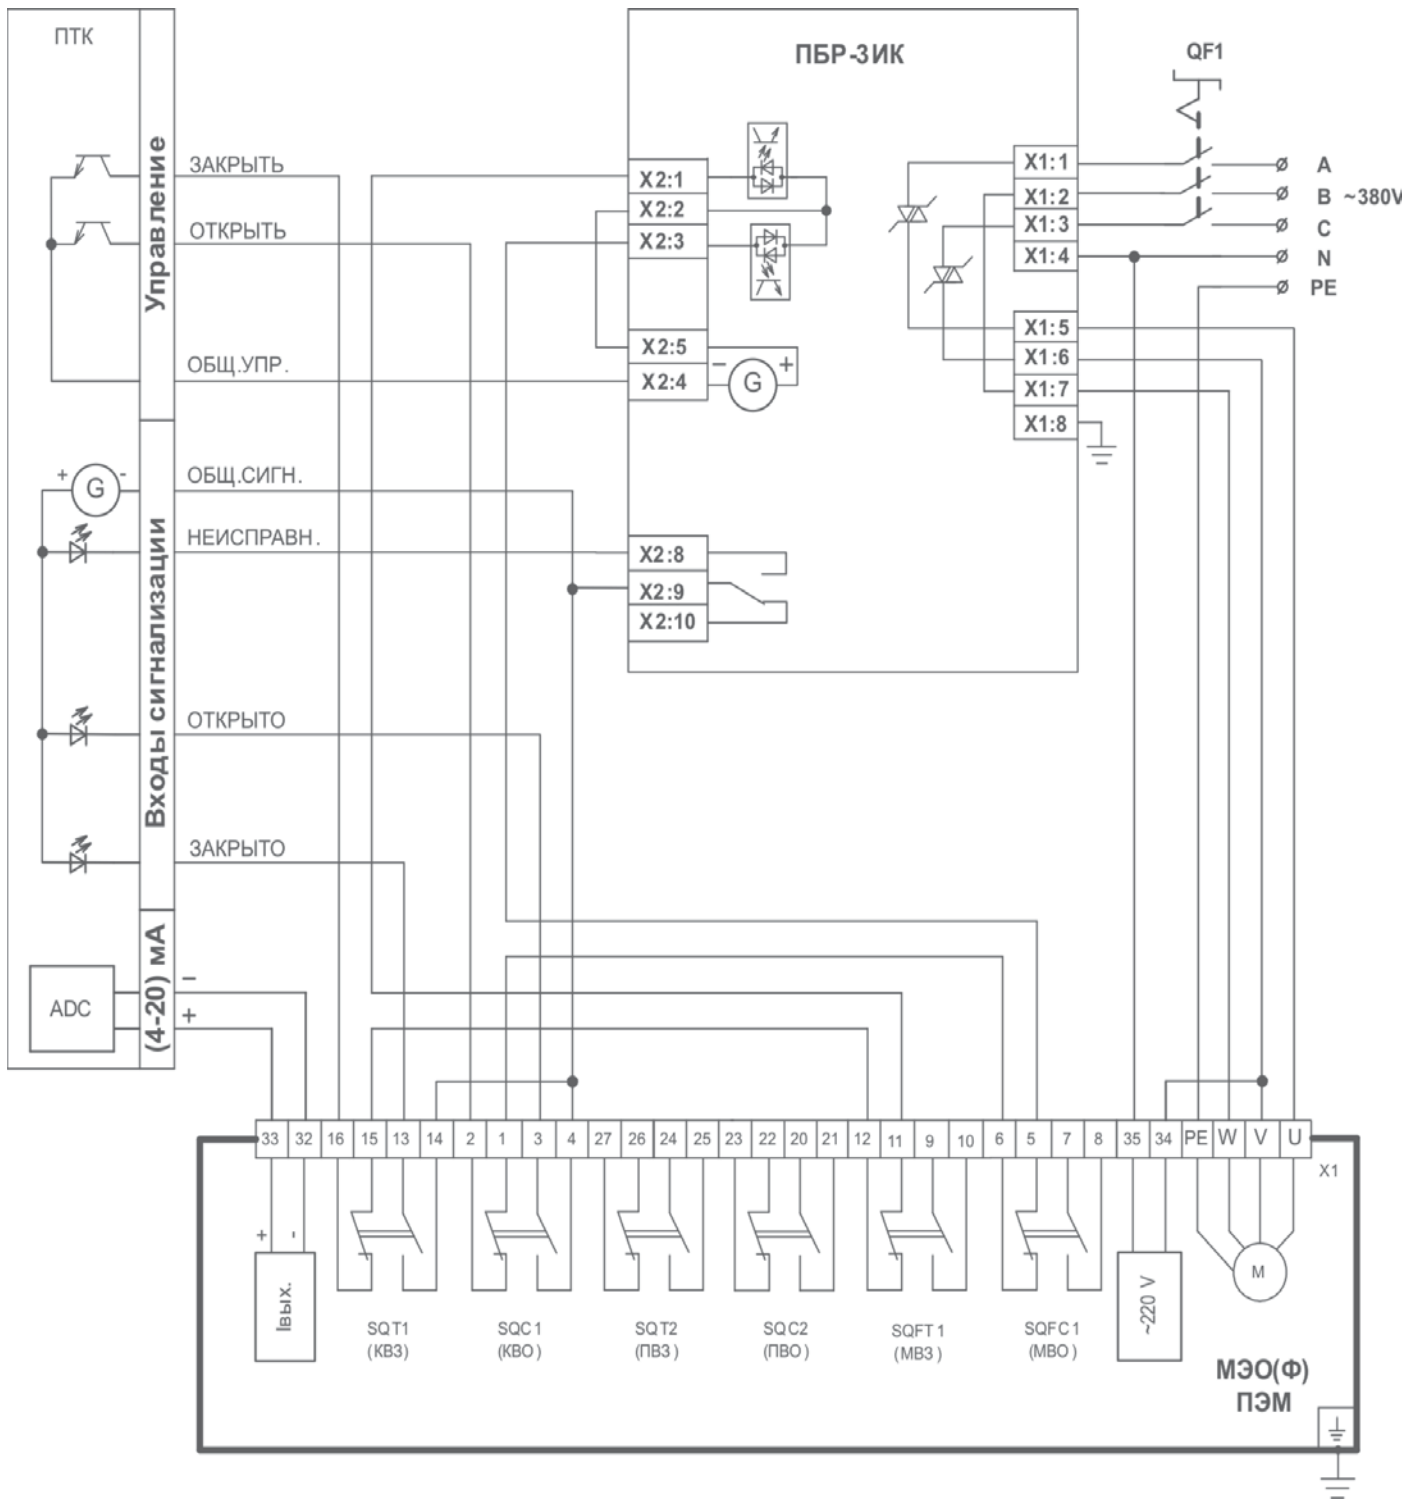 ПТК
Управление
Входы сигнализации
(4-20) мА
ЗАКРЫТЬ
ОТКРЫТЬ
ОБЩ.УПР.
+ G -
ОБЩ.СИГН.
НЕИСПРАВН.
ОТКРЫТО
ЗАКРЫТО
ADC
−
+
ПБР-3ИК
X2:1
X2:2
X2:3
X2:5
X2:4
− G +
X2:8
X2:9
X2:10
X1:1
X1:2
X1:3
X1:4
X1:5
X1:6
X1:7
X1:8
QF1
A
B ~380V
C
N
PE
33 32 16 15 13 14 2 1 3 4 27 26 24 25 23 22 20 21 12 11 9 10 6 5 7 8 35 34 PE W V U
X1
+ -
Iвых.
SQT1
(КВЗ)
SQC1
(КВО)
SQT2
(ПВЗ)
SQC2
(ПВО)
SQFT1
(МВЗ)
SQFC1
(МВО)
~220 V
M
МЭО(Ф)
ПЭМ